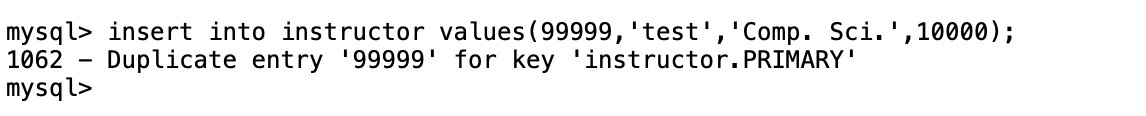 mysql> insert into instructor values(99999,'test','Comp. Sci.',10000);
1062 - Duplicate entry '99999' for key 'instructor.PRIMARY'
mysql>